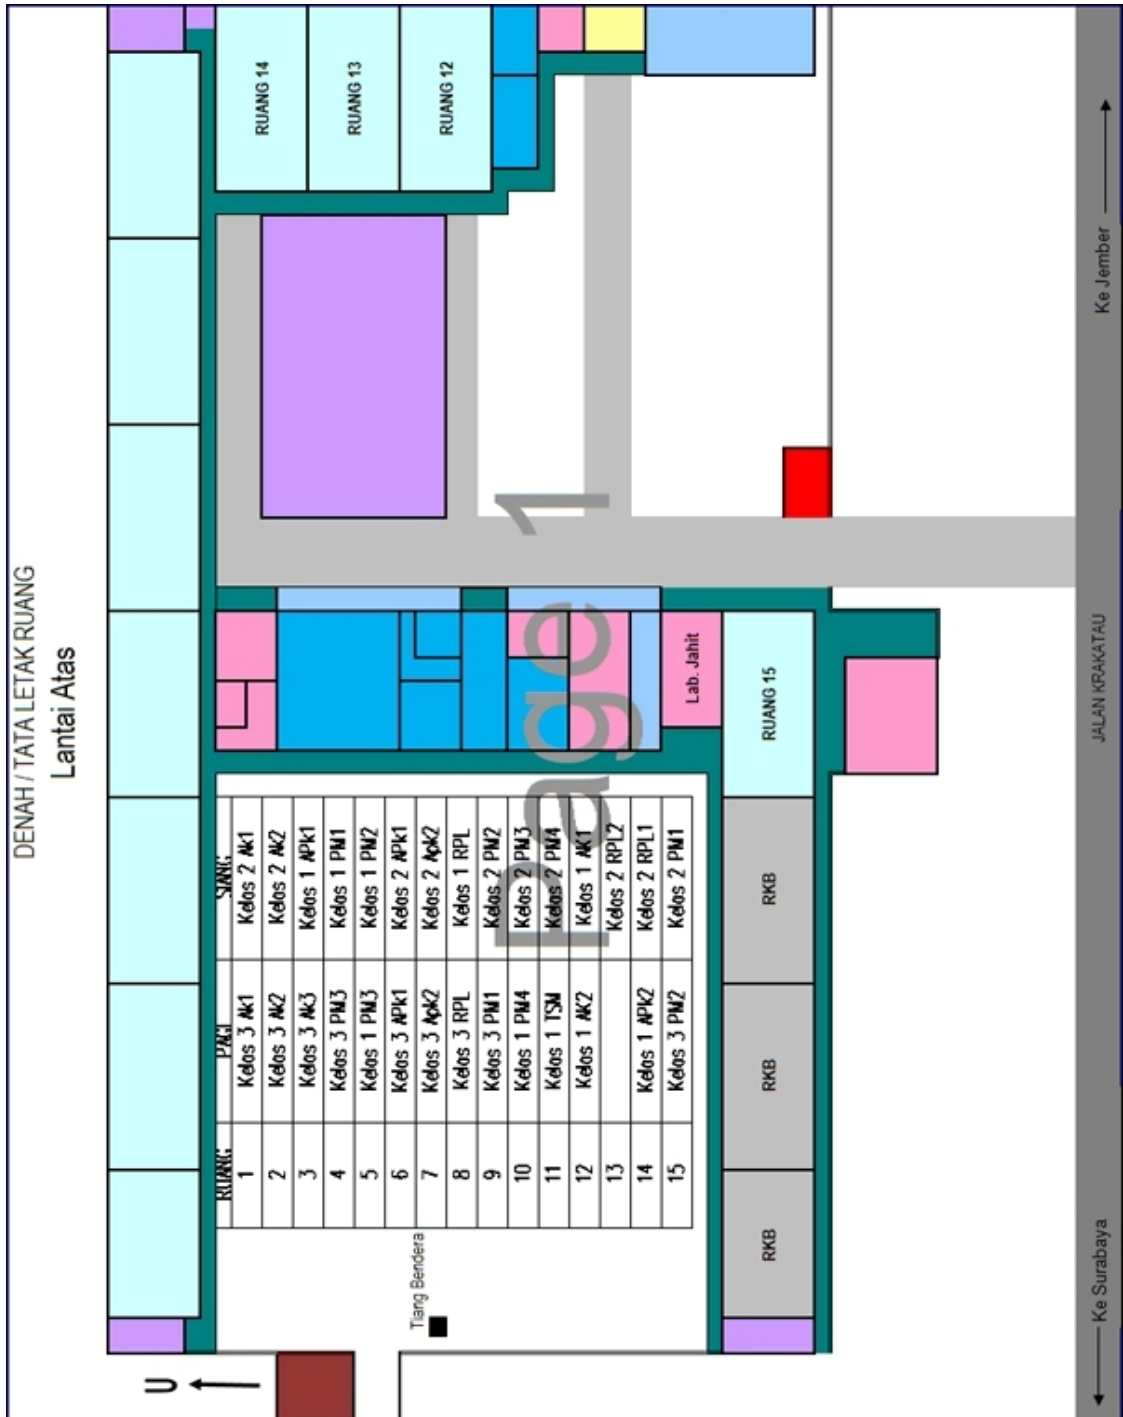 DENAH / TATA LETAK RUANG
Lantai Atas
RUANG 14
RUANG 13
RUANG 12
Ke Jember
Lab. Jahit
RUANG 15
JALAN KRAKATAU
Page 1
RUANG PAGI SIANG
1 Kelas 3 Ak1 Kelas 2 Ak1
2 Kelas 3 Ak2 Kelas 2 Ak2
3 Kelas 3 Ak3 Kelas 1 APk1
4 Kelas 3 PM3 Kelas 1 PM1
5 Kelas 1 PM3 Kelas 1 PM2
6 Kelas 3 APk1 Kelas 2 APk1
7 Kelas 3 Apk2 Kelas 2 Apk2
8 Kelas 3 RPL Kelas 1 RPL
9 Kelas 3 PM1 Kelas 2 PM2
10 Kelas 1 PM4 Kelas 2 PM3
11 Kelas 1 TSM Kelas 2 PM4
12 Kelas 1 AK2 Kelas 1 AK1
13 Kelas 2 RPL2
14 Kelas 1 APk2 Kelas 2 RPL1
15 Kelas 3 PM2 Kelas 2 PM1
RKB
RKB
RKB
Tiang Bendera
Ke Surabaya
U